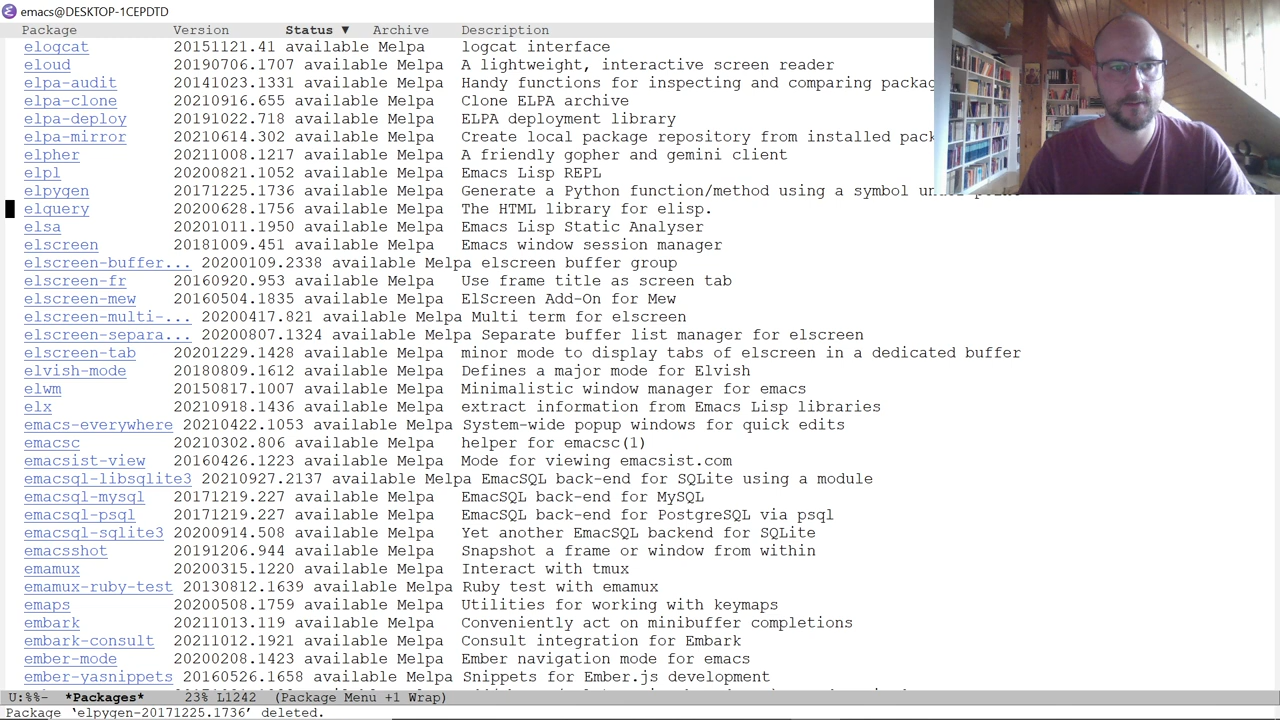 emacs@DESKTOP-1CEPDTD
Package Version Status ▼ Archive Description
elogcat 20151121.41 available Melpa logcat interface
eloud 20190706.1707 available Melpa A lightweight, interactive screen reader
elpa-audit 20141023.1331 available Melpa Handy functions for inspecting and comparing packag
elpa-clone 20210916.655 available Melpa Clone ELPA archive
elpa-deploy 20191022.718 available Melpa ELPA deployment library
elpa-mirror 20210614.302 available Melpa Create local package repository from installed pack
elpher 20211008.1217 available Melpa A friendly gopher and gemini client
elpl 20200821.1052 available Melpa Emacs Lisp REPL
elpygen 20171225.1736 available Melpa Generate a Python function/method using a symbol under point
elquery 20200628.1756 available Melpa The HTML library for elisp.
elsa 20201011.1950 available Melpa Emacs Lisp Static Analyser
elscreen 20181009.451 available Melpa Emacs window session manager
elscreen-buffer... 20200109.2338 available Melpa elscreen buffer group
elscreen-fr 20160920.953 available Melpa Use frame title as screen tab
elscreen-mew 20160504.1835 available Melpa ElScreen Add-On for Mew
elscreen-multi-... 20200417.821 available Melpa Multi term for elscreen
elscreen-separa... 20200807.1324 available Melpa Separate buffer list manager for elscreen
elscreen-tab 20201229.1428 available Melpa minor mode to display tabs of elscreen in a dedicated buffer
elvish-mode 20180809.1612 available Melpa Defines a major mode for Elvish
elwm 20150817.1007 available Melpa Minimalistic window manager for emacs
elx 20210918.1436 available Melpa extract information from Emacs Lisp libraries
emacs-everywhere 20210422.1053 available Melpa System-wide popup windows for quick edits
emacsc 20210302.806 available Melpa helper for emacsc(1)
emacsist-view 20160426.1223 available Melpa Mode for viewing emacsist.com
emacsql-libsqlite3 20210927.2137 available Melpa EmacSQL back-end for SQLite using a module
emacsql-mysql 20171219.227 available Melpa EmacSQL back-end for MySQL
emacsql-psql 20171219.227 available Melpa EmacSQL back-end for PostgreSQL via psql
emacsql-sqlite3 20200914.508 available Melpa Yet another EmacSQL backend for SQLite
emacsshot 20191206.944 available Melpa Snapshot a frame or window from within
emamux 20200315.1220 available Melpa Interact with tmux
emamux-ruby-test 20130812.1639 available Melpa Ruby test with emamux
emaps 20200508.1759 available Melpa Utilities for working with keymaps
embark 20211013.119 available Melpa Conveniently act on minibuffer completions
embark-consult 20211012.1921 available Melpa Consult integration for Embark
ember-mode 20200208.1423 available Melpa Ember navigation mode for emacs
ember-yasnippets 20160526.1658 available Melpa Snippets for Ember.js development
U:%%- *Packages* 23% L1242 (Package Menu +1 Wrap)
Package ‘elpygen-20171225.1736’ deleted.